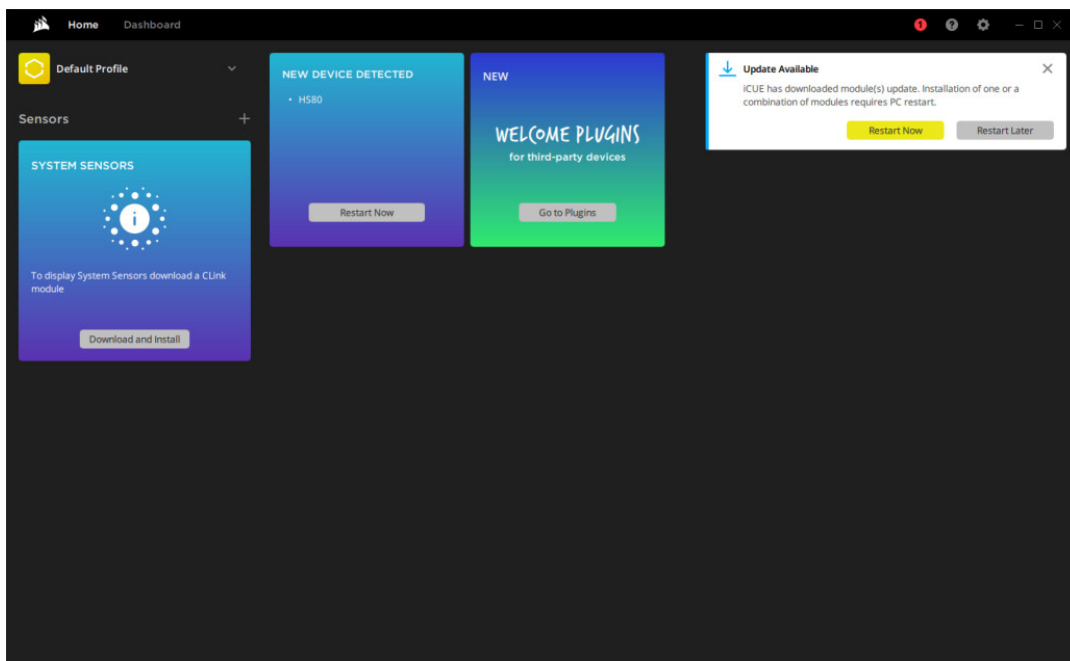 Home Dashboard
1
Default Profile
Sensors
SYSTEM SENSORS
i
To display System Sensors download a CLink
module
Download and Install
NEW DEVICE DETECTED
• HS80
Restart Now
NEW
WELCOME PLUGINS
for third-party devices
Go to Plugins
Update Available
iCUE has downloaded module(s) update. Installation of one or a
combination of modules requires PC restart.
Restart Now Restart Later